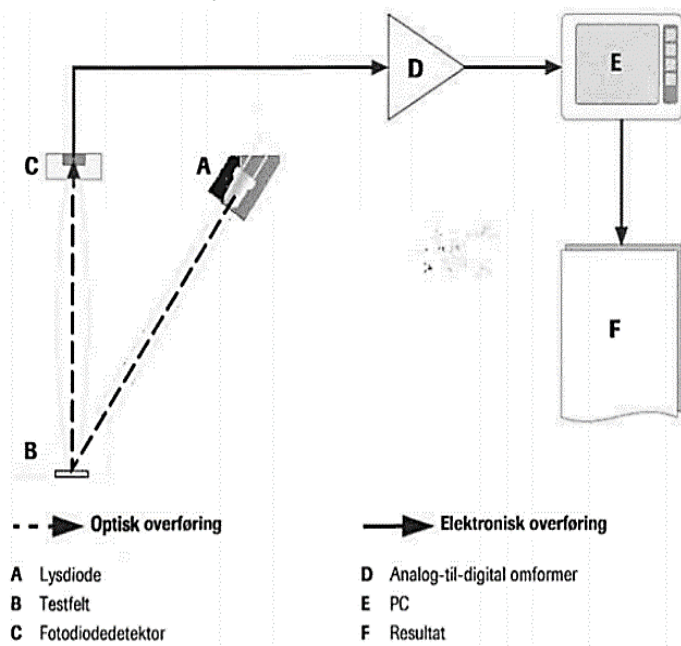 D
E
C
A
F
B
Optisk overføring
Elektronisk overføring
A Lysdiode
B Testfelt
C Fotodiodedetektor
D Analog-til-digital omformer
E PC
F Resultat